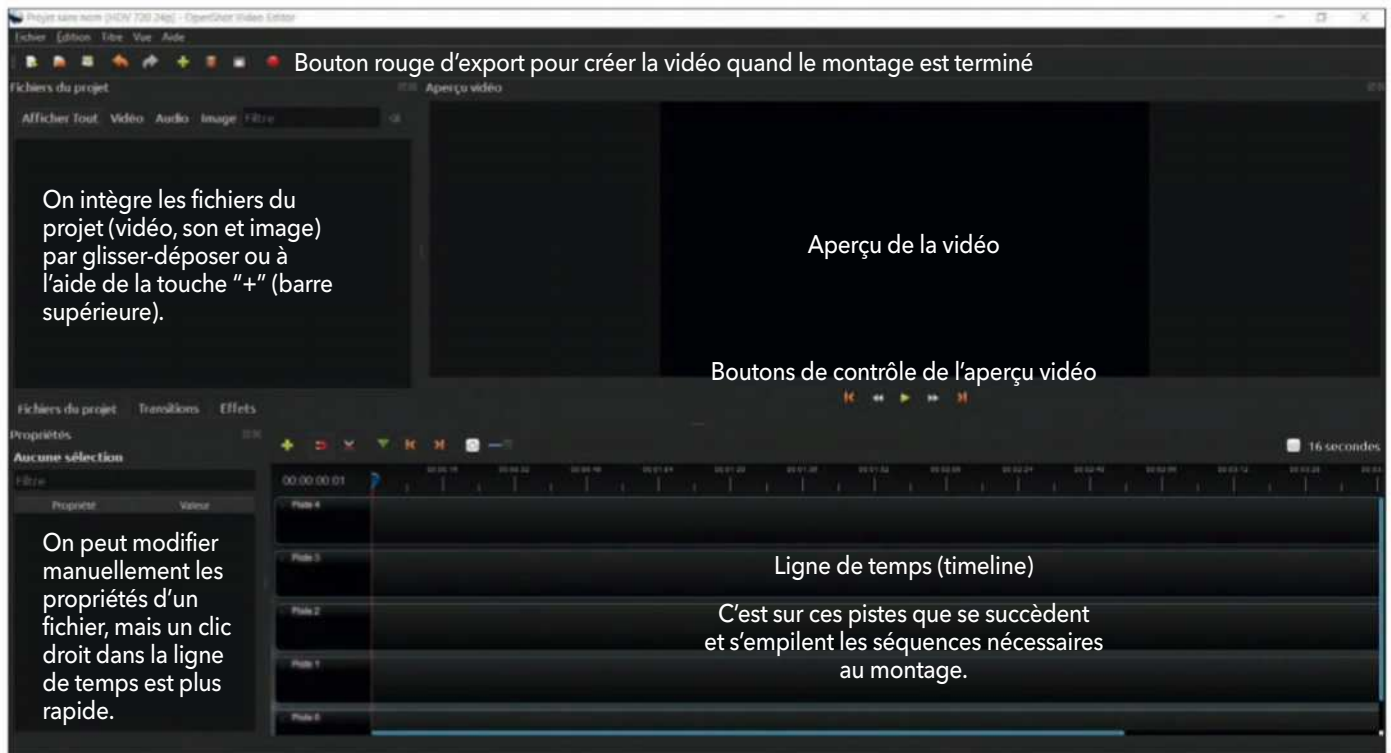 Projet sans nom [HDV 720 24p] - OpenShot Video Editor
Fichier Édition Titre Vue Aide
Bouton rouge d'export pour créer la vidéo quand le montage est terminé
Fichiers du projet
Aperçu vidéo
Afficher Tout Vidéo Audio Image Filtre
On intègre les fichiers du
projet (vidéo, son et image)
par glisser-déposer ou à
l'aide de la touche "+" (barre
supérieure).
Aperçu de la vidéo
Boutons de contrôle de l'aperçu vidéo
Fichiers du projet Transitions Effets
Propriétés
Aucune sélection
16 secondes
Filtre
00:00:00:01
Propriété Valeur
Piste 4
Piste 3
Piste 2
Piste 1
Piste 0
On peut modifier
manuellement les
propriétés d'un
fichier, mais un clic
droit dans la ligne
de temps est plus
rapide.
Ligne de temps (timeline)
C'est sur ces pistes que se succèdent
et s'empilent les séquences nécessaires
au montage.